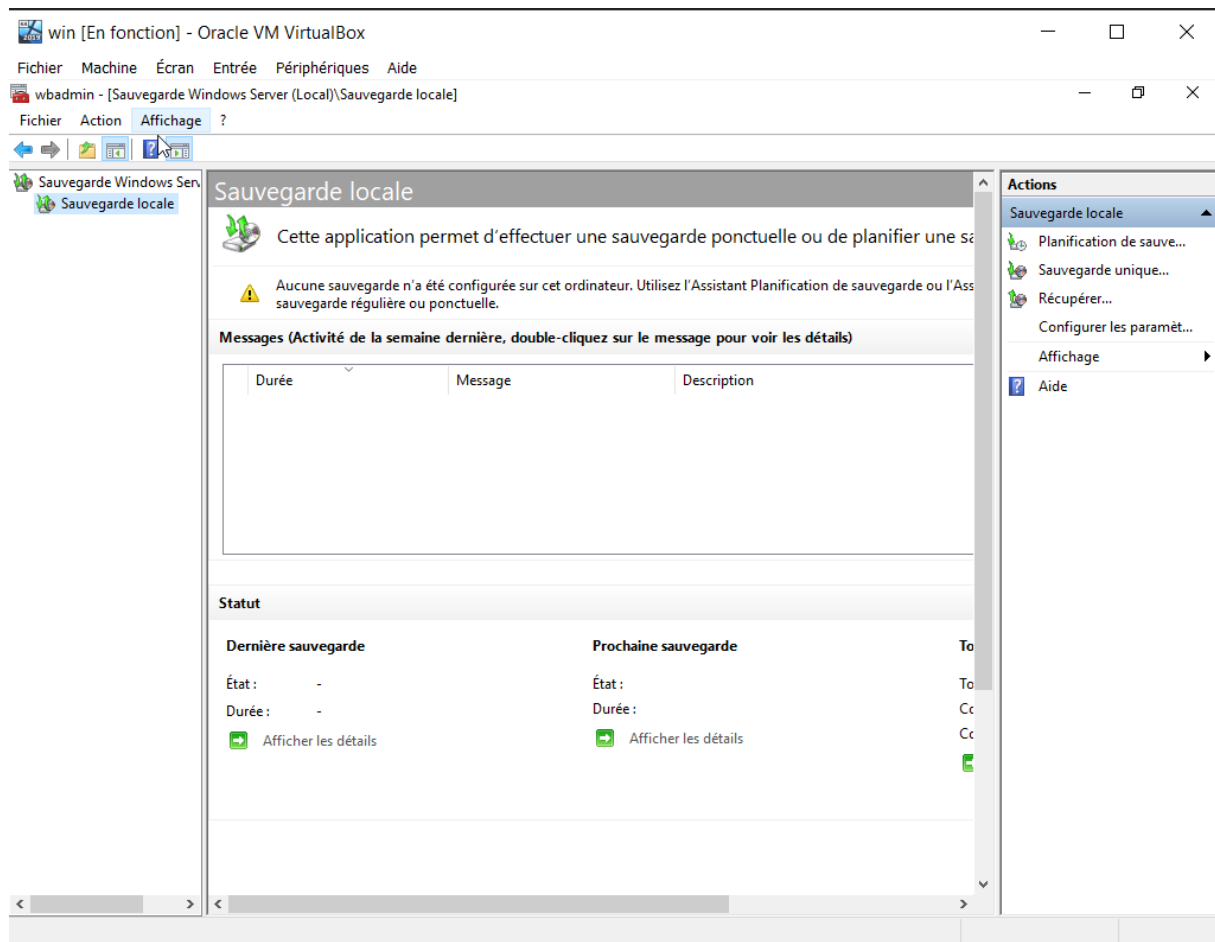 win [En fonction] - Oracle VM VirtualBox
Fichier Machine Écran Entrée Périphériques Aide
wbadmin - [Sauvegarde Windows Server (Local)\Sauvegarde locale]
Fichier Action Affichage ?
Sauvegarde Windows Serv
Sauvegarde locale
Sauvegarde locale
Cette application permet d'effectuer une sauvegarde ponctuelle ou de planifier une sa
Aucune sauvegarde n'a été configurée sur cet ordinateur. Utilisez l'Assistant Planification de sauvegarde ou l'Ass
sauvegarde régulière ou ponctuelle.
Messages (Activité de la semaine dernière, double-cliquez sur le message pour voir les détails)
Durée Message Description
Statut
Dernière sauvegarde
État : -
Durée : -
Afficher les détails
Prochaine sauvegarde
État :
Durée :
Afficher les détails
To
To
Co
Co
Actions
Sauvegarde locale
Planification de sauve...
Sauvegarde unique...
Récupérer...
Configurer les paramèt...
Affichage
Aide